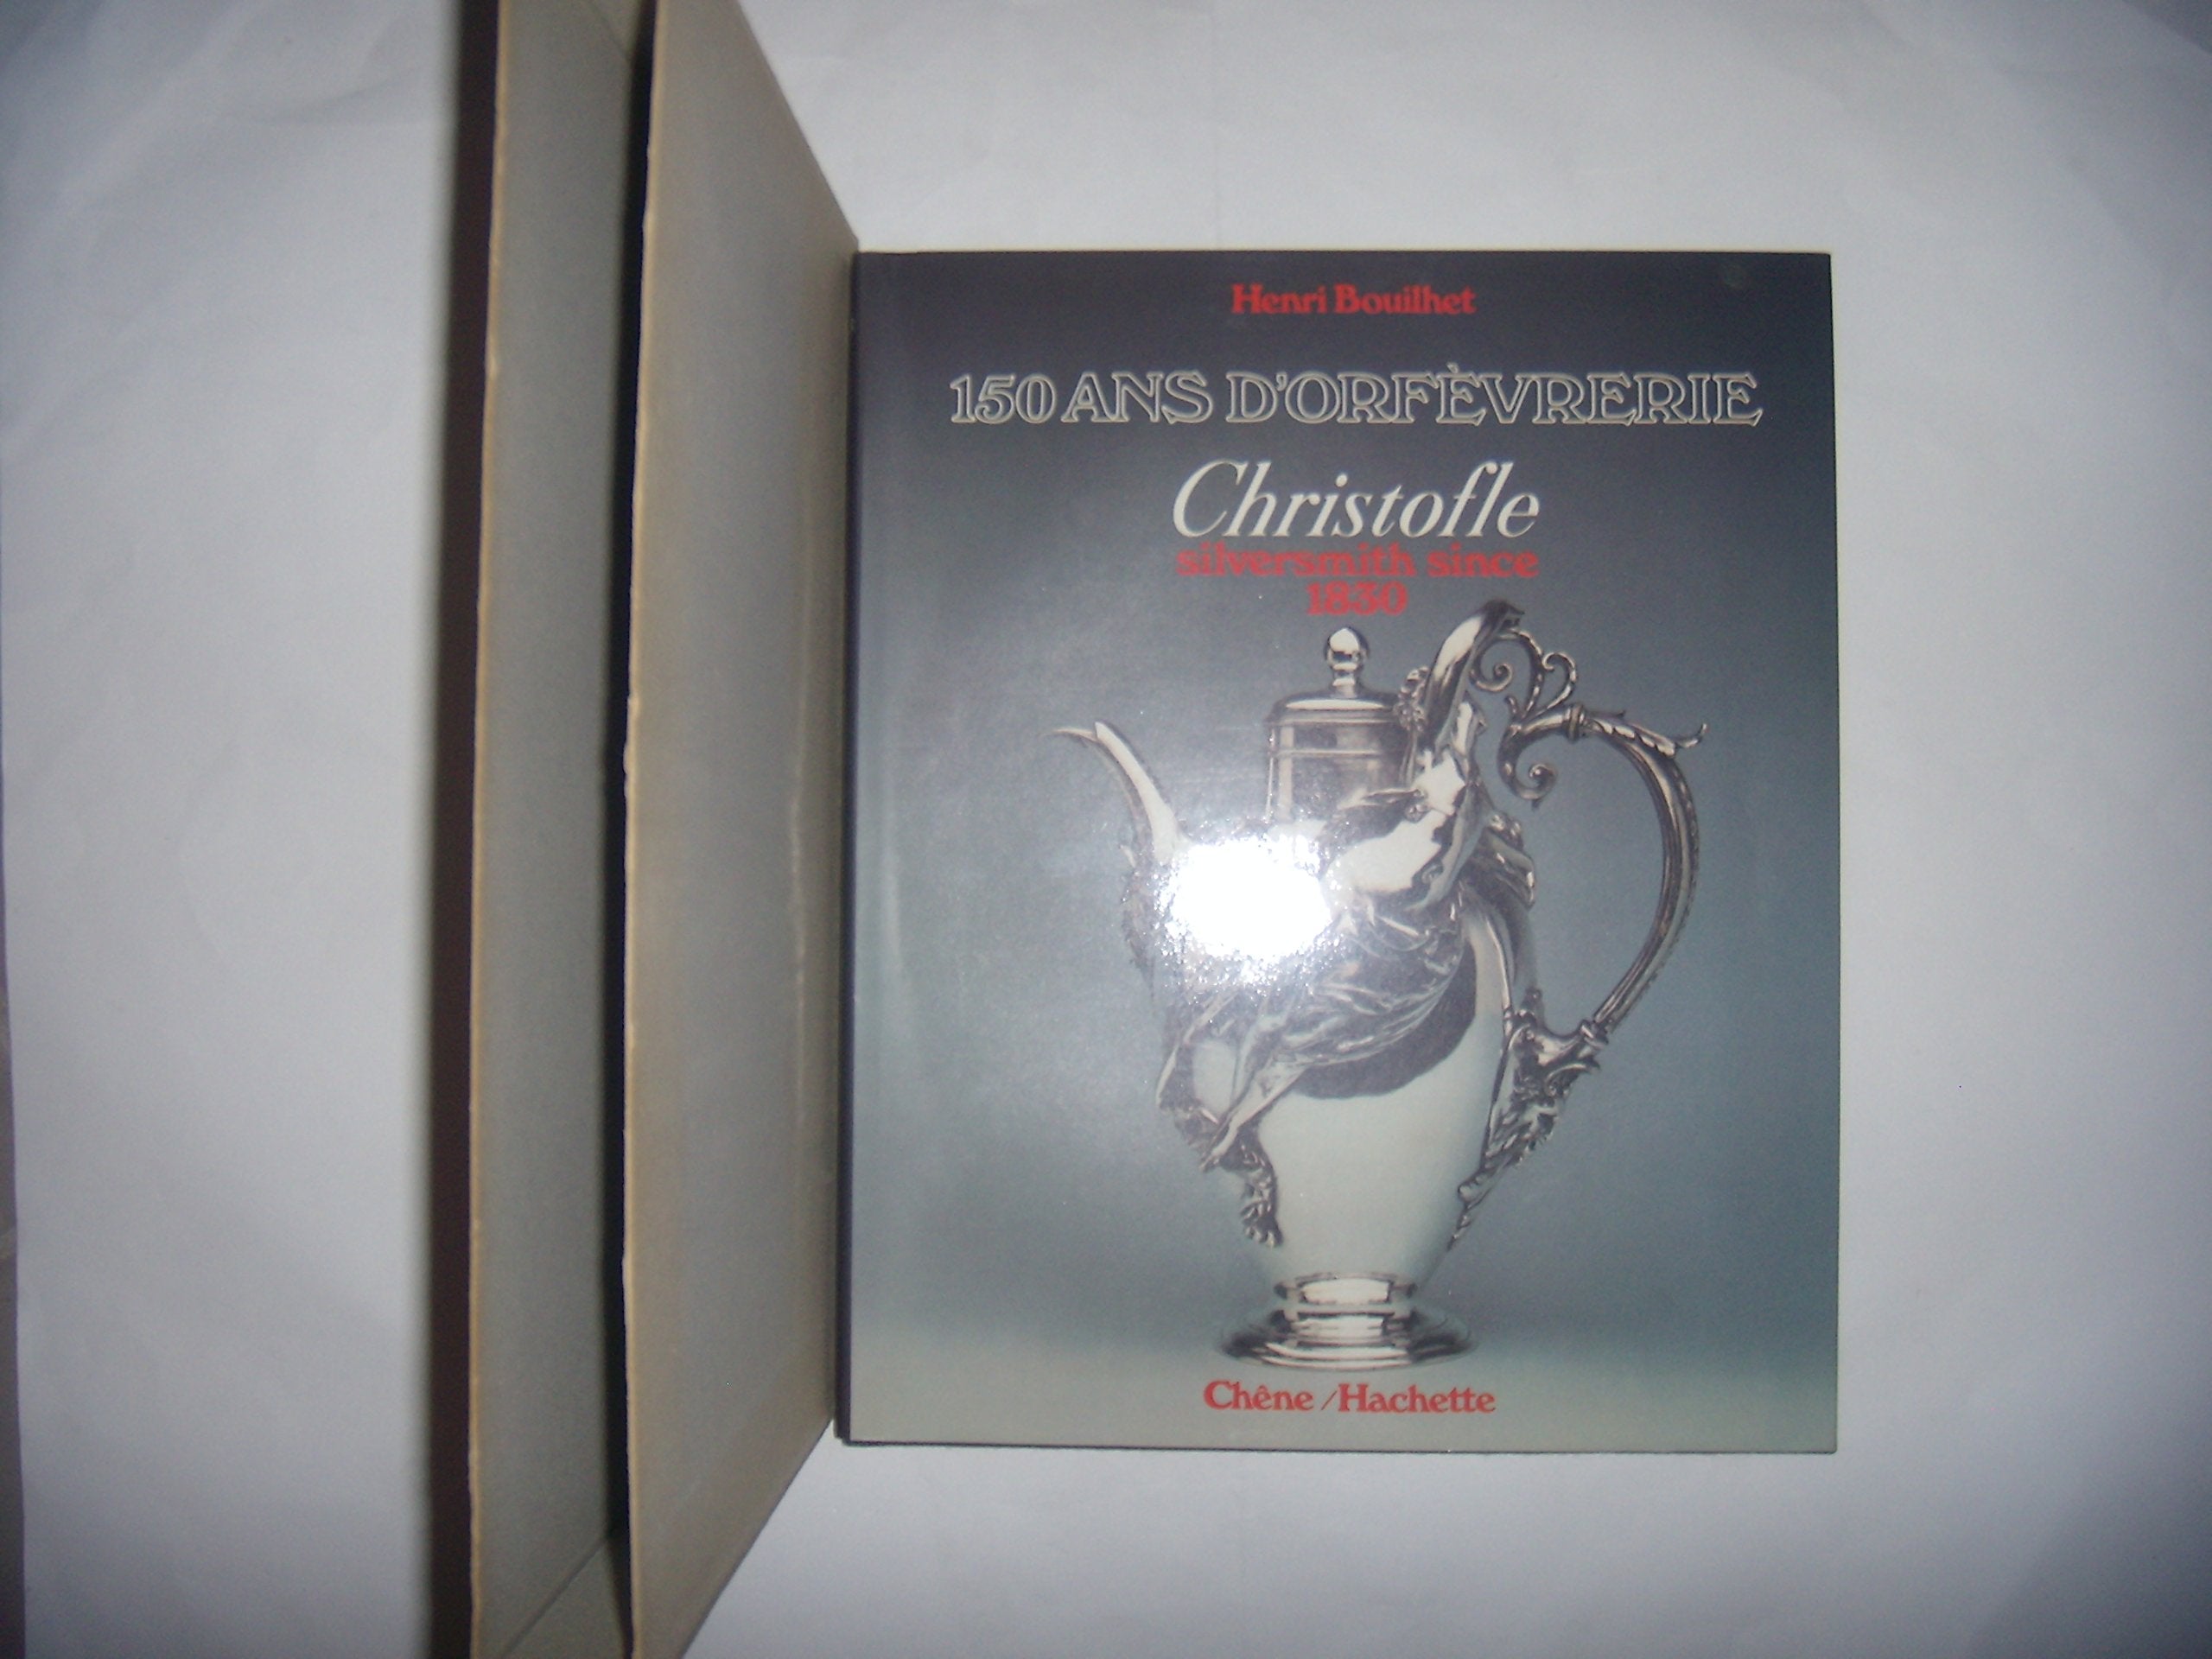 Henri Bouilhet
150 ANS D'ORFÈVRERIE
Christofle
silversmith since
1830
Chêne/Hachette